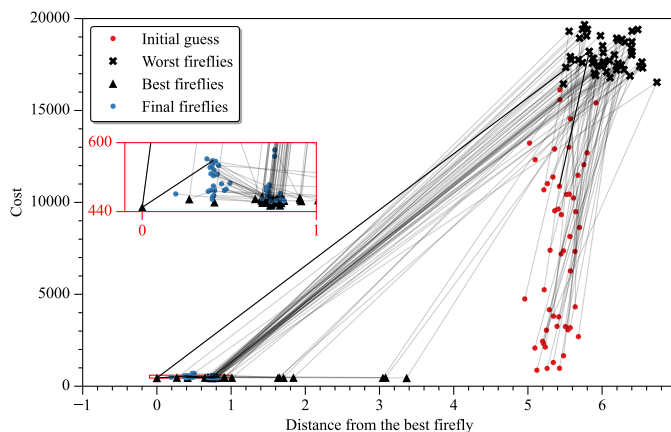 20000
Initial guess
Worst fireflies
Best fireflies
Final fireflies
15000
600
10000
440
0
1
5000
0
−1
0
1
2
3
4
5
6
Cost
Distance from the best firefly